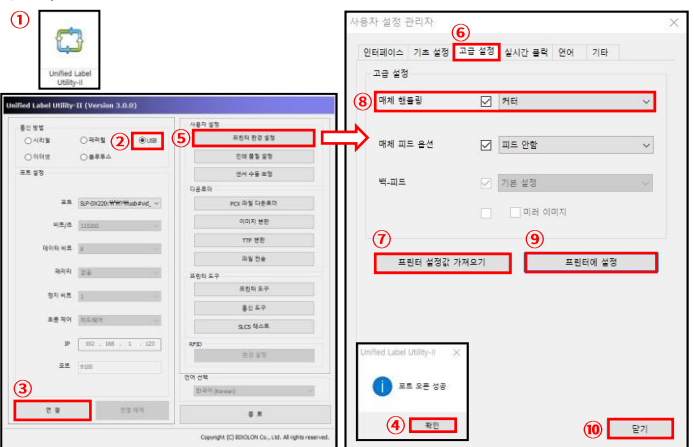 ①
Unified Label
Utility-II
Unified Label Utility-II (Version 3.0.0)
통신 방법
시리얼
패러럴
②
USB
이더넷
블루투스
포트 설정
포트
비트/초
115200
데이터 비트
8
패리티
없음
정지 비트
1
흐름 제어
하드웨어
IP
192 . 168 . 1 . 123
포트
9100
③
연 결
연결 해제
사용자 설정
⑤
프린터 환경 설정
인쇄 품질 설정
센서 수동 보정
다운로더
PCX 파일 다운로더
이미지 변환
TTF 변환
파일 전송
프린터 도구
프린터 도구
통신 도구
SLCS 테스트
RFID
환경 설정
언어 선택
종 료
Copyright (C) BIXOLON Co., Ltd. All rights reserved.
사용자 설정 관리자
⑥
인터페이스
기초 설정
고급 설정
실시간 클럭
언어
기타
고급 설정
⑧
매체 핸들링
커터
매체 피드 옵션
피드 안함
백-피드
기본 설정
미러 이미지
⑦
⑨
프린터 설정값 가져오기
프린터에 설정
Unified Label Utility-II
포트 오픈 성공
④
확인
⑩
닫기